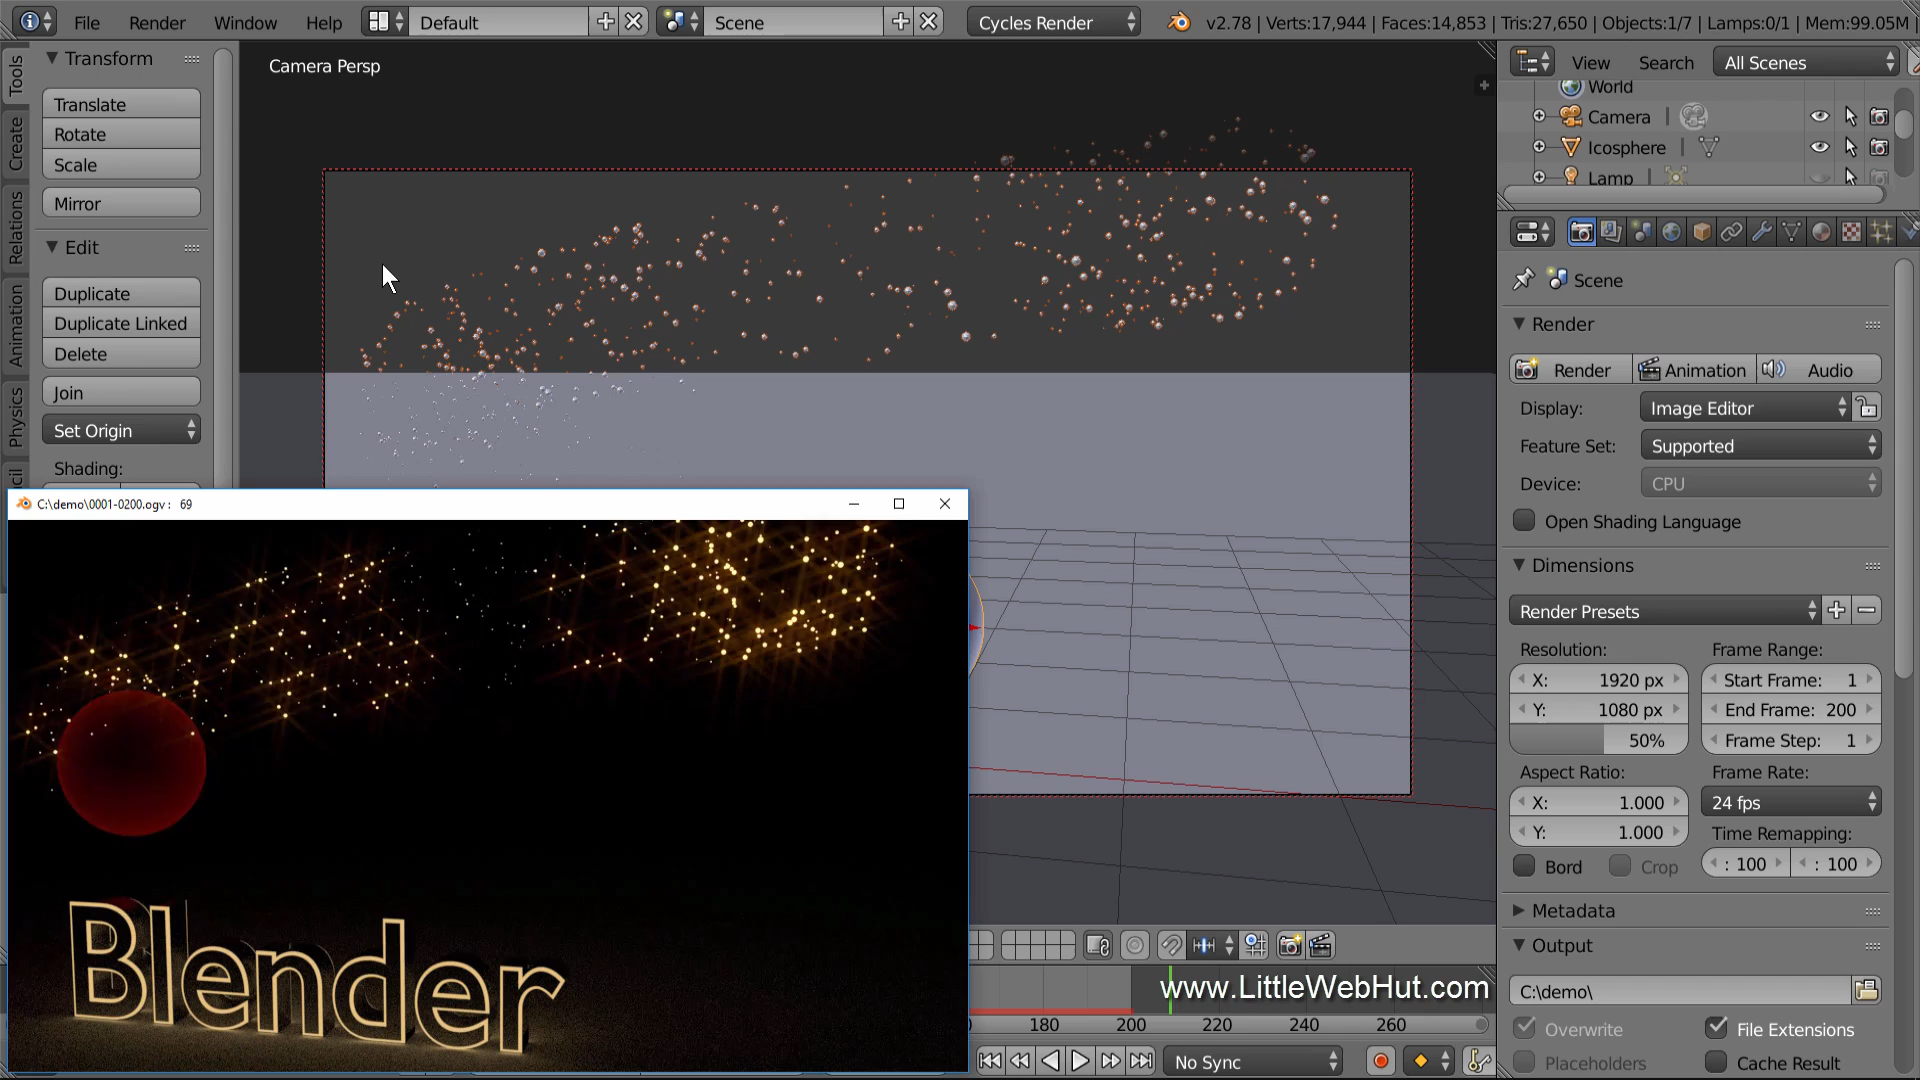 File Render Window Help Default Scene Cycles Render v2.78 | Verts:17,944 | Faces:14,853 | Tris:27,650 | Objects:1/7 | Lamps:0/1 | Mem:99.05M
Tools
Create
Relations
Animation
Physics
Transform
Translate
Rotate
Scale
Mirror
Edit
Duplicate
Duplicate Linked
Delete
Join
Set Origin
Shading:
Camera Persp
View Search All Scenes
World
Camera
Icosphere
Lamp
Scene
Render
Render Animation Audio
Display: Image Editor
Feature Set: Supported
Device: CPU
Open Shading Language
Dimensions
Render Presets
Resolution: Frame Range:
X: 1920 px Start Frame: 1
Y: 1080 px End Frame: 200
50% Frame Step: 1
Aspect Ratio: Frame Rate:
X: 1.000 24 fps
Y: 1.000 Time Remapping:
Bord Crop : 100 : 100
Metadata
Output
C:\demo\
Overwrite File Extensions
Placeholders Cache Result
C:\demo\0001-0200.ogv : 69
Blender
www.LittleWebHut.com
180 200 220 240 260
No Sync